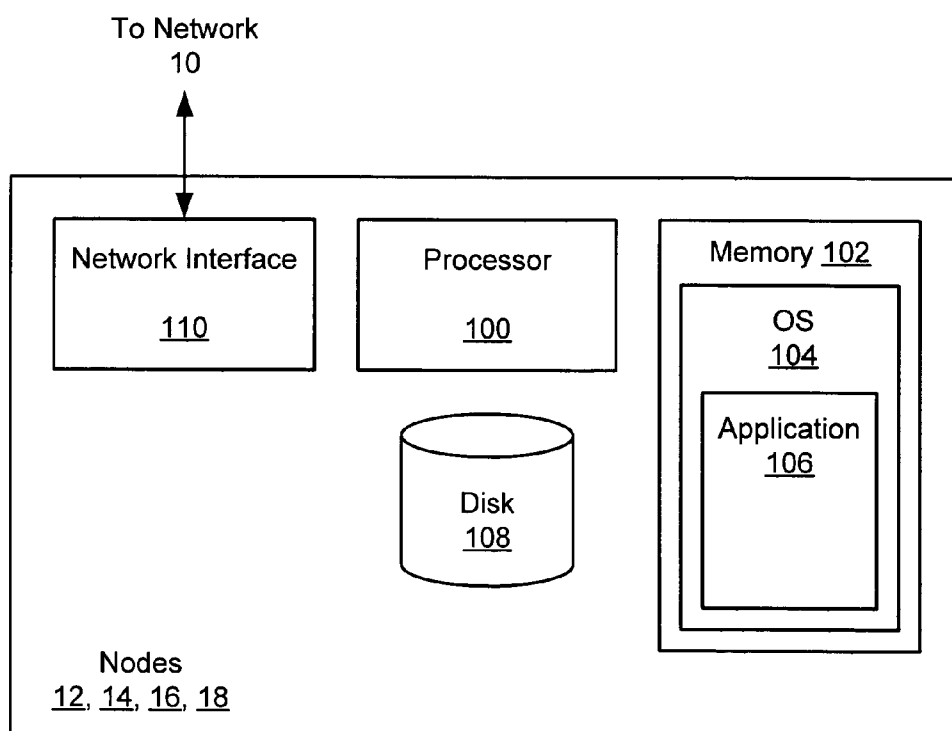 To Network
10
Network Interface
110
Processor
100
Memory 102
OS
104
Application
106
Disk
108
Nodes
12, 14, 16, 18